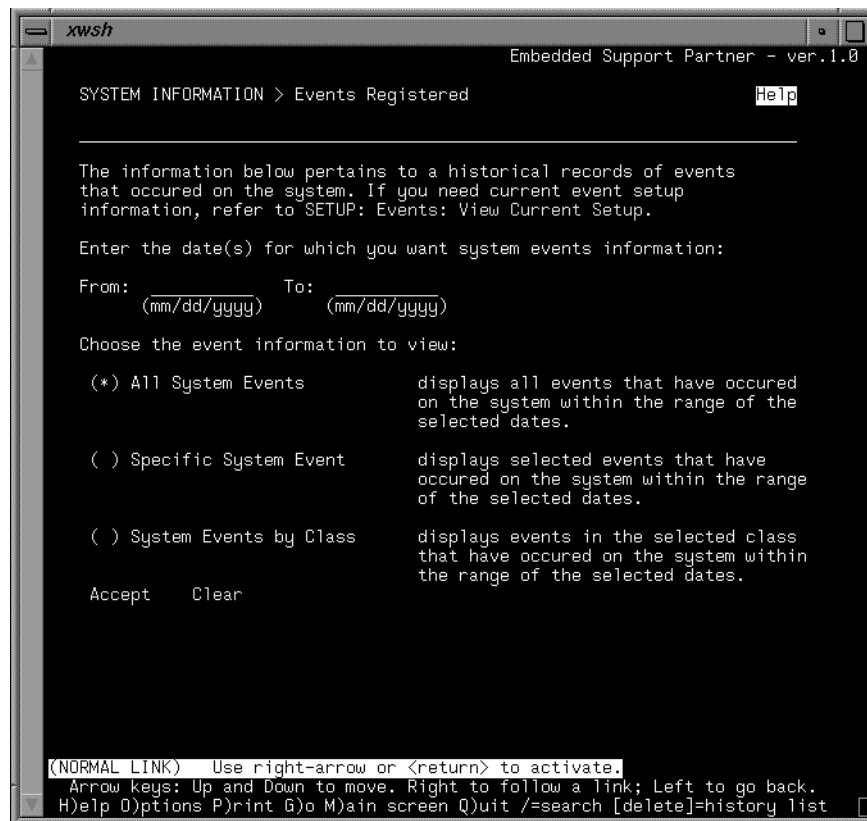 xwsh
Embedded Support Partner - ver.1.0
SYSTEM INFORMATION > Events Registered Help
The information below pertains to a historical records of events
that occured on the system. If you need current event setup
information, refer to SETUP: Events: View Current Setup.
Enter the date(s) for which you want system events information:
From: __________ To: __________
(mm/dd/yyyy) (mm/dd/yyyy)
Choose the event information to view:
(*) All System Events displays all events that have occured
on the system within the range of the
selected dates.
( ) Specific System Event displays selected events that have
occured on the system within the range
of the selected dates.
( ) System Events by Class displays events in the selected class
that have occured on the system within
the range of the selected dates.
Accept Clear
(NORMAL LINK) Use right-arrow or <return> to activate.
Arrow keys: Up and Down to move. Right to follow a link; Left to go back.
H)elp O)ptions P)rint G)o M)ain screen Q)uit /=search [delete]=history list